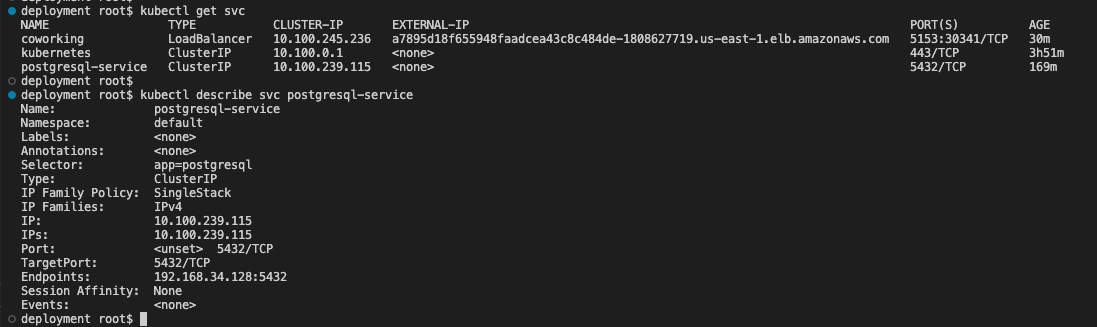 deployment root$ kubectl get svc
NAME TYPE CLUSTER-IP EXTERNAL-IP PORT(S) AGE
coworking LoadBalancer 10.100.245.236 a7895d18f655948faadcea43c8c484de-1808627719.us-east-1.elb.amazonaws.com 5153:30341/TCP 30m
kubernetes ClusterIP 10.100.0.1 <none> 443/TCP 3h51m
postgresql-service ClusterIP 10.100.239.115 <none> 5432/TCP 169m
deployment root$
deployment root$ kubectl describe svc postgresql-service
Name: postgresql-service
Namespace: default
Labels: <none>
Annotations: <none>
Selector: app=postgresql
Type: ClusterIP
IP Family Policy: SingleStack
IP Families: IPv4
IP: 10.100.239.115
IPs: 10.100.239.115
Port: <unset> 5432/TCP
TargetPort: 5432/TCP
Endpoints: 192.168.34.128:5432
Session Affinity: None
Events: <none>
deployment root$